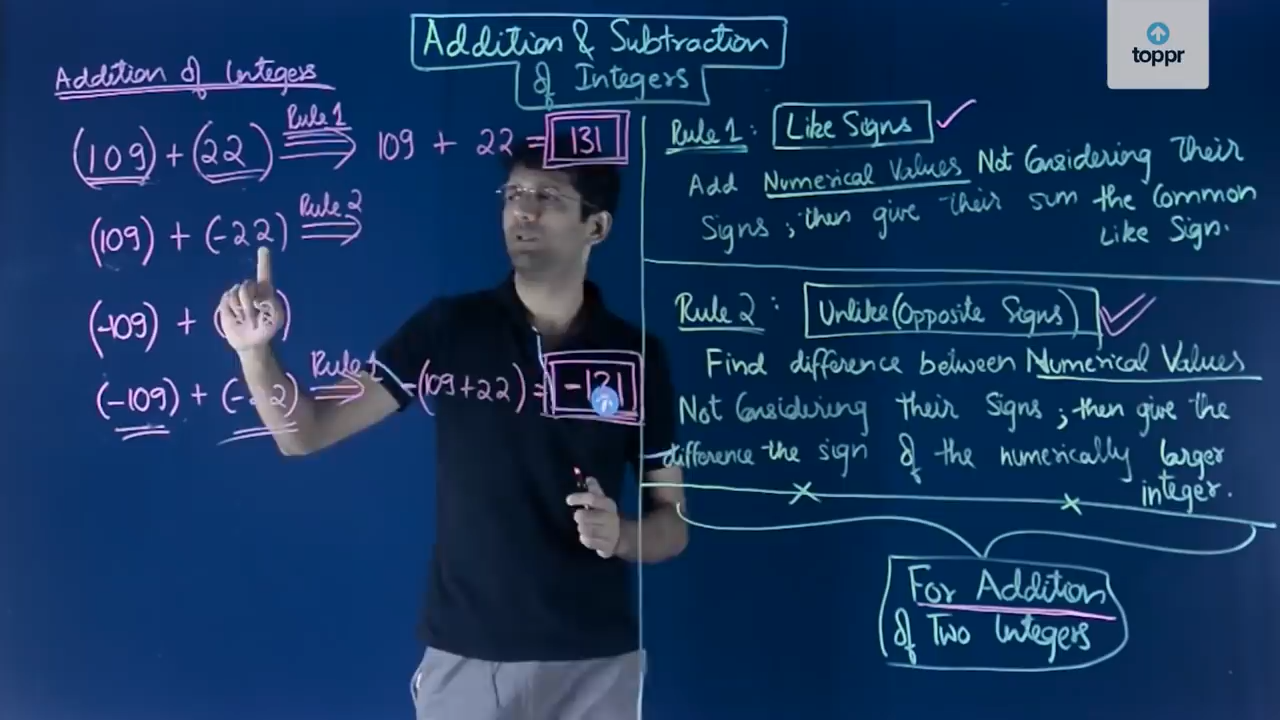 toppr
Addition & Subtraction
of Integers
Addition of Integers
(109) + (22) Rule 1 ⟹ 109 + 22 = 131
(109) + (-22) Rule 2 ⟹
(-109) + (
(-109) + (-22) Rule 1 ⟹ -(109+22) = -131
Rule 1: Like Signs ✓
Add Numerical Values Not Considering Their
Signs ; then give their sum the Common
Like Sign.
Rule 2: Unlike (Opposite Signs) ✓
Find difference between Numerical Values
Not Considering their Signs ; then give the
difference the sign of the numerically larger
integer.
For Addition
of Two Integers